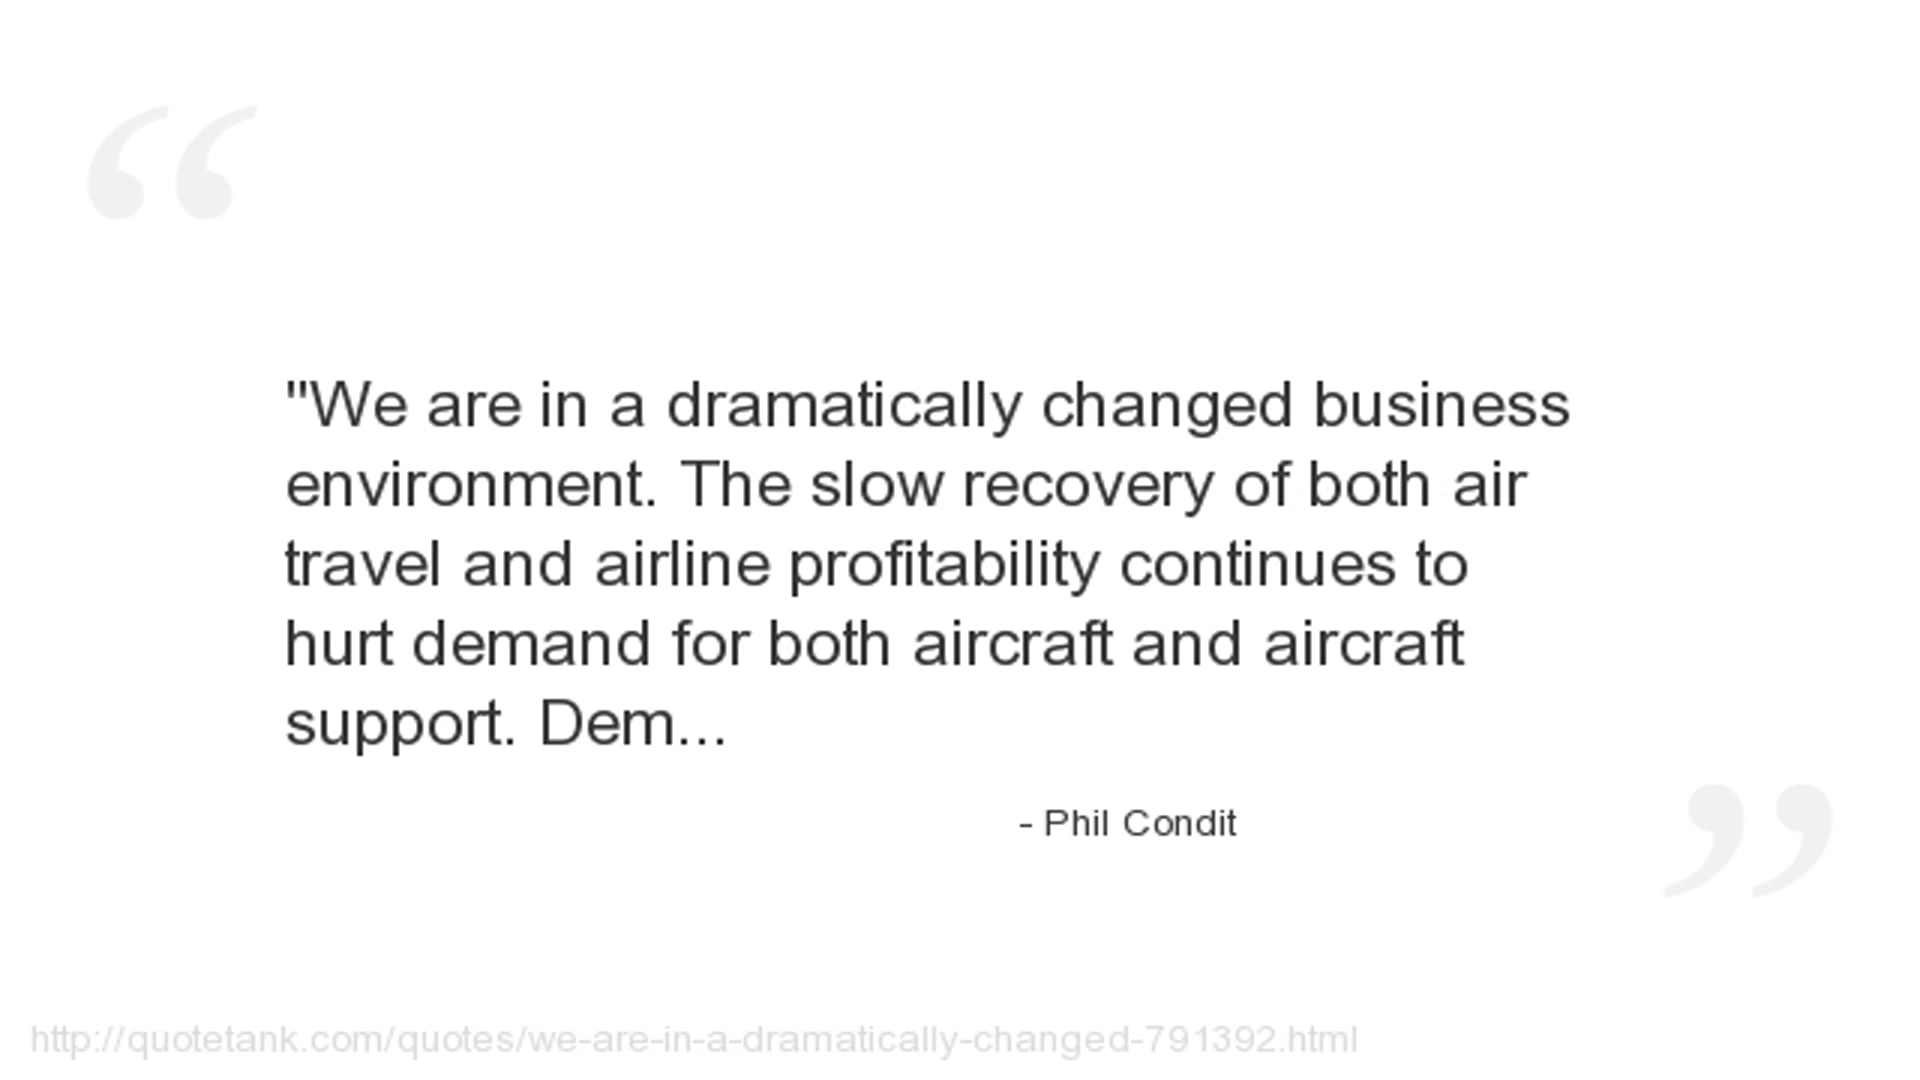 "We are in a dramatically changed business
environment. The slow recovery of both air
travel and airline profitability continues to
hurt demand for both aircraft and aircraft
support. Dem...
- Phil Condit
http://quotetank.com/quotes/we-are-in-a-dramatically-changed-791392.html